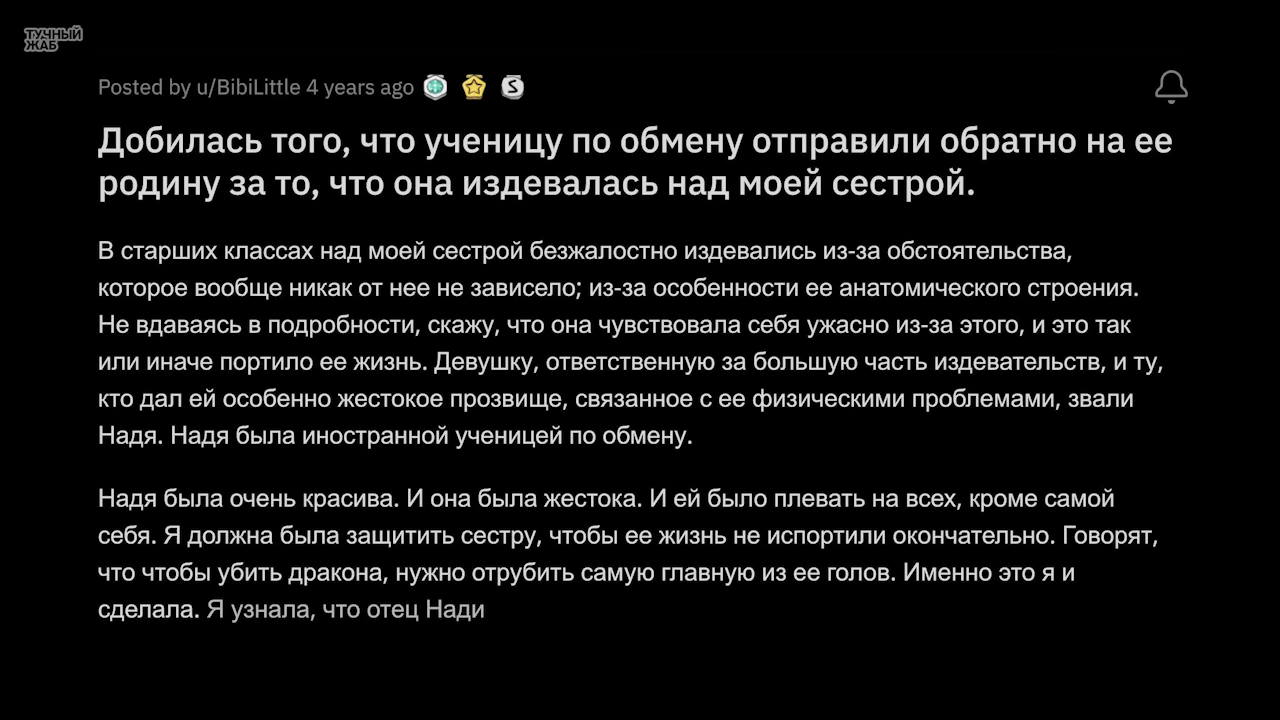 ТУЧНЫЙ
ЖАБ
Posted by u/BibiLittle 4 years ago
Добилась того, что ученицу по обмену отправили обратно на ее
родину за то, что она издевалась над моей сестрой.
В старших классах над моей сестрой безжалостно издевались из-за обстоятельства,
которое вообще никак от нее не зависело; из-за особенности ее анатомического строения.
Не вдаваясь в подробности, скажу, что она чувствовала себя ужасно из-за этого, и это так
или иначе портило ее жизнь. Девушку, ответственную за большую часть издевательств, и ту,
кто дал ей особенно жестокое прозвище, связанное с ее физическими проблемами, звали
Надя. Надя была иностранной ученицей по обмену.
Надя была очень красива. И она была жестока. И ей было плевать на всех, кроме самой
себя. Я должна была защитить сестру, чтобы ее жизнь не испортили окончательно. Говорят,
что чтобы убить дракона, нужно отрубить самую главную из ее голов. Именно это я и
сделала. Я узнала, что отец Нади